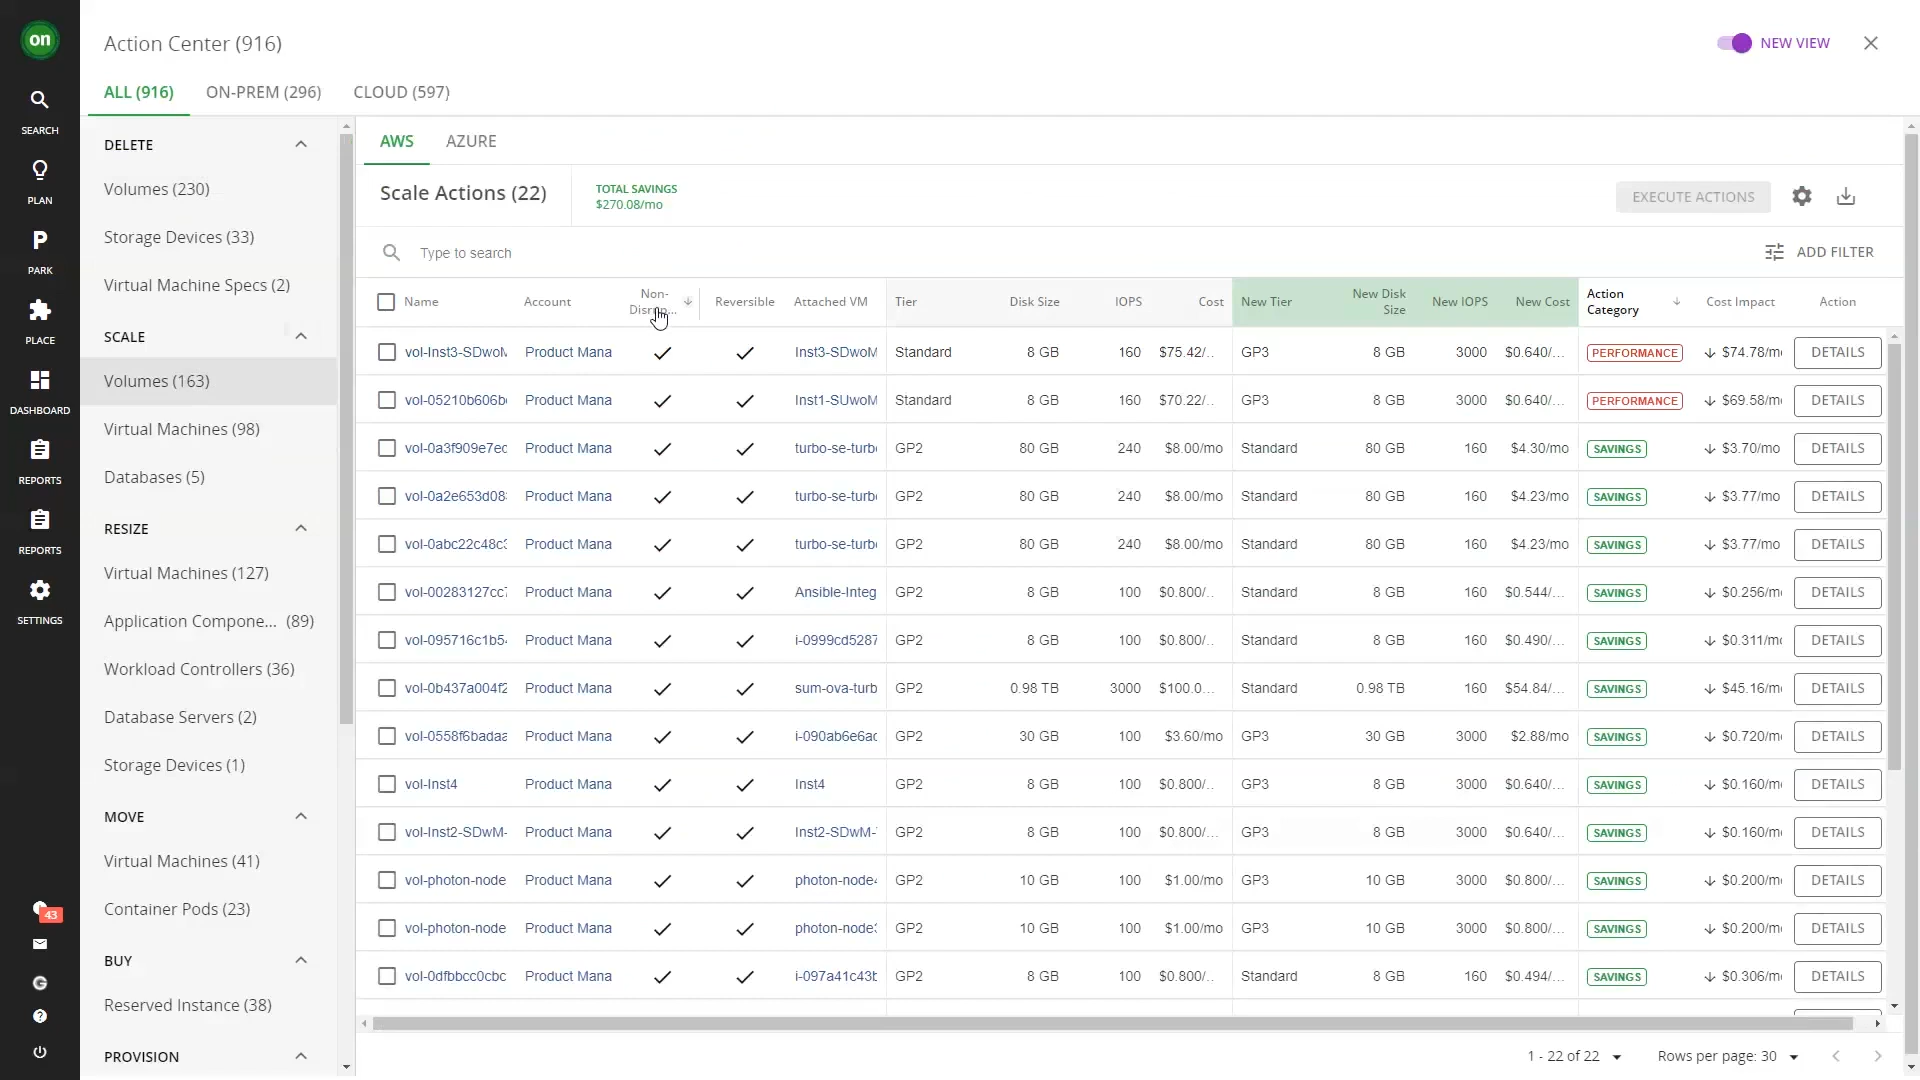 on
Action Center (916)
NEW VIEW
ALL (916)
ON-PREM (296)
CLOUD (597)
SEARCH
PLAN
PARK
PLACE
DASHBOARD
REPORTS
REPORTS
SETTINGS
43
DELETE
Volumes (230)
Storage Devices (33)
Virtual Machine Specs (2)
SCALE
Volumes (163)
Virtual Machines (98)
Databases (5)
RESIZE
Virtual Machines (127)
Application Compone... (89)
Workload Controllers (36)
Database Servers (2)
Storage Devices (1)
MOVE
Virtual Machines (41)
Container Pods (23)
BUY
Reserved Instance (38)
PROVISION
AWS
AZURE
Scale Actions (22)
TOTAL SAVINGS
$270.08/mo
EXECUTE ACTIONS
Type to search
ADD FILTER
Name Account Non-Disrup... Reversible Attached VM Tier Disk Size IOPS Cost New Tier New Disk Size New IOPS New Cost Action Category Cost Impact Action
vol-Inst3-SDwoM Product Mana Inst3-SDwoM Standard 8 GB 160 $75.42/.. GP3 8 GB 3000 $0.640/... PERFORMANCE $74.78/m DETAILS
vol-05210b606b Product Mana Inst1-SUwoM Standard 8 GB 160 $70.22/.. GP3 8 GB 3000 $0.640/... PERFORMANCE $69.58/m DETAILS
vol-0a3f909e7ec Product Mana turbo-se-turb GP2 80 GB 240 $8.00/mo Standard 80 GB 160 $4.30/mo SAVINGS $3.70/mo DETAILS
vol-0a2e653d08 Product Mana turbo-se-turb GP2 80 GB 240 $8.00/mo Standard 80 GB 160 $4.23/mo SAVINGS $3.77/mo DETAILS
vol-0abc22c48c3 Product Mana turbo-se-turb GP2 80 GB 240 $8.00/mo Standard 80 GB 160 $4.23/mo SAVINGS $3.77/mo DETAILS
vol-00283127cc7 Product Mana Ansible-Integ GP2 8 GB 100 $0.800/.. Standard 8 GB 160 $0.544/... SAVINGS $0.256/m DETAILS
vol-095716c1b5 Product Mana i-0999cd5287 GP2 8 GB 100 $0.800/.. Standard 8 GB 160 $0.490/... SAVINGS $0.311/m DETAILS
vol-0b437a004f2 Product Mana sum-ova-turb GP2 0.98 TB 3000 $100.0... Standard 0.98 TB 160 $54.84/... SAVINGS $45.16/m DETAILS
vol-0558f6badaa Product Mana i-090ab6e6ac GP2 30 GB 100 $3.60/mo GP3 30 GB 3000 $2.88/mo SAVINGS $0.720/m DETAILS
vol-Inst4 Product Mana Inst4 GP2 8 GB 100 $0.800/.. GP3 8 GB 3000 $0.640/... SAVINGS $0.160/m DETAILS
vol-Inst2-SDwM- Product Mana Inst2-SDwM- GP2 8 GB 100 $0.800/... GP3 8 GB 3000 $0.640/... SAVINGS $0.160/m DETAILS
vol-photon-node Product Mana photon-node4 GP2 10 GB 100 $1.00/mo GP3 10 GB 3000 $0.800/... SAVINGS $0.200/m DETAILS
vol-photon-node Product Mana photon-node3 GP2 10 GB 100 $1.00/mo GP3 10 GB 3000 $0.800/... SAVINGS $0.200/m DETAILS
vol-0dfbbcc0cbc Product Mana i-097a41c43b GP2 8 GB 100 $0.800/.. Standard 8 GB 160 $0.494/... SAVINGS $0.306/m DETAILS
1 - 22 of 22
Rows per page: 30